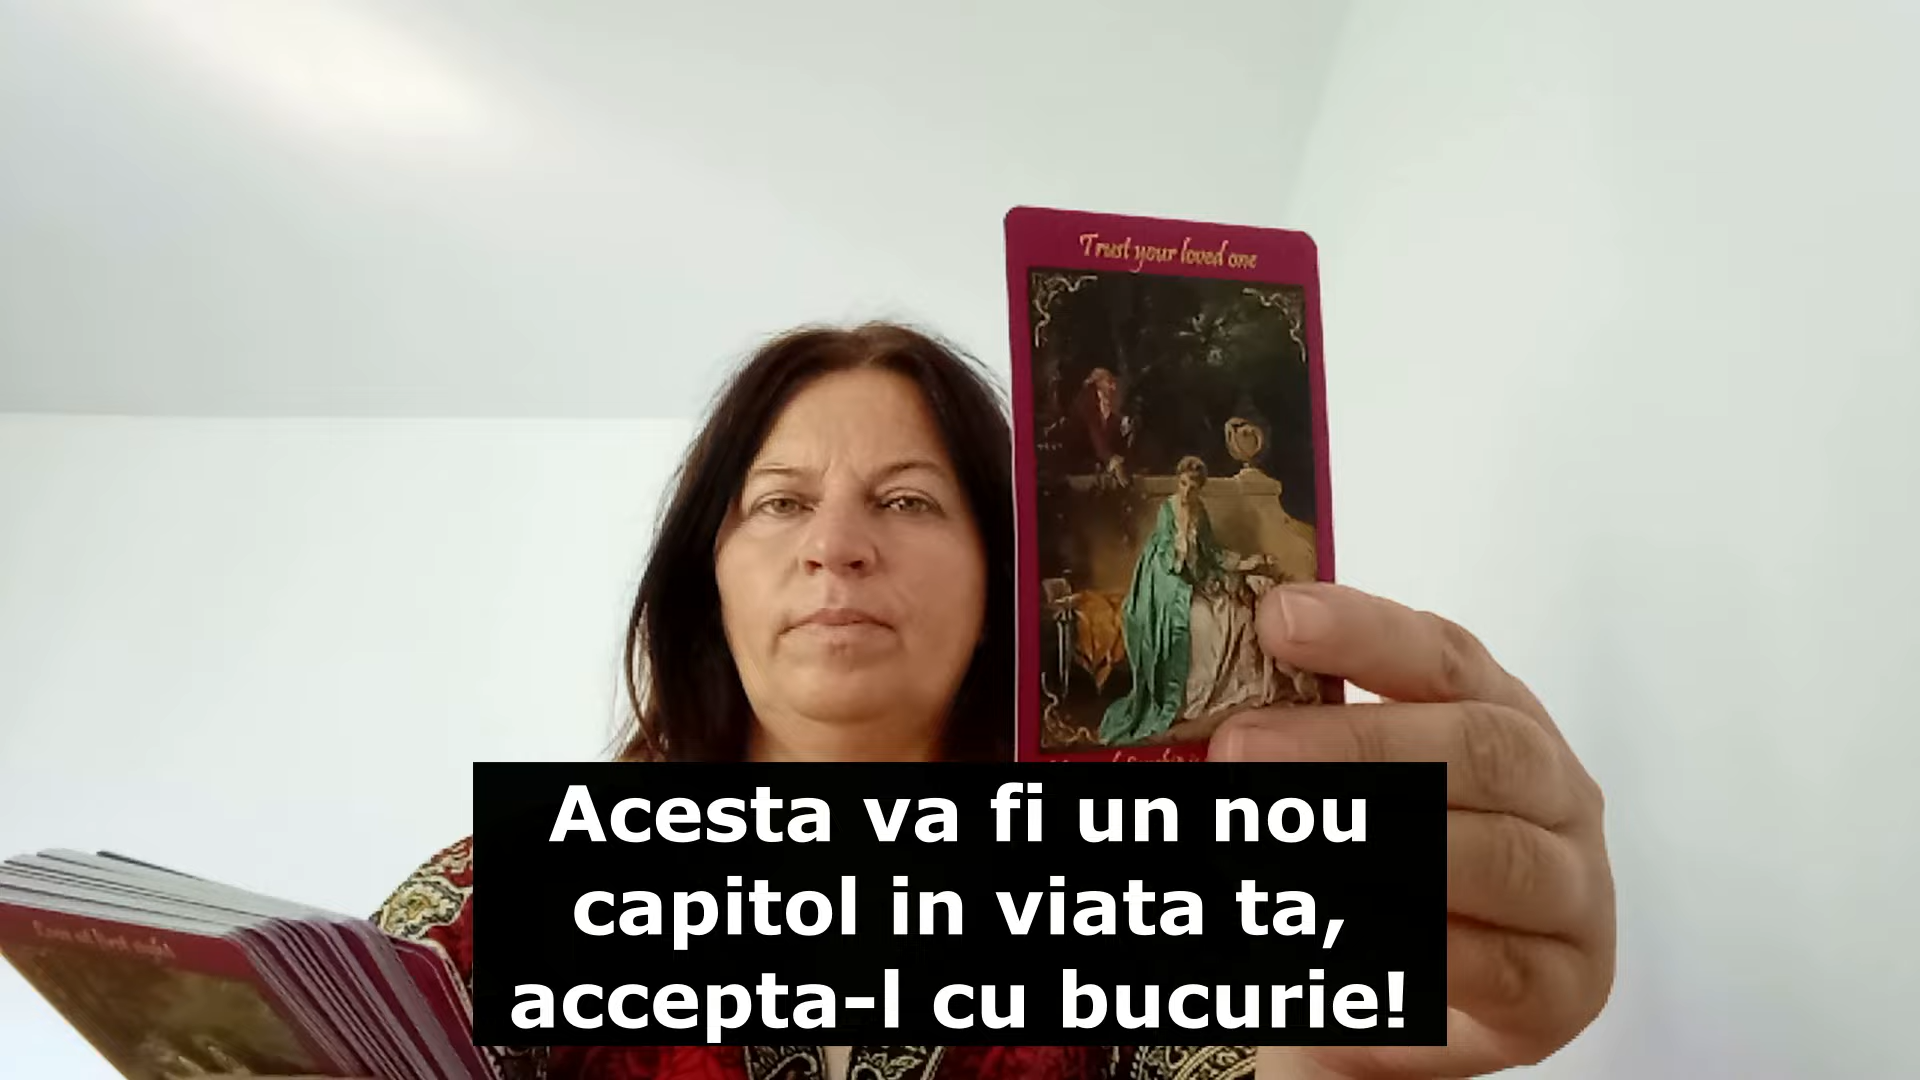 Trust your loved one
Acesta va fi un nou
capitol in viata ta,
accepta-l cu bucurie!